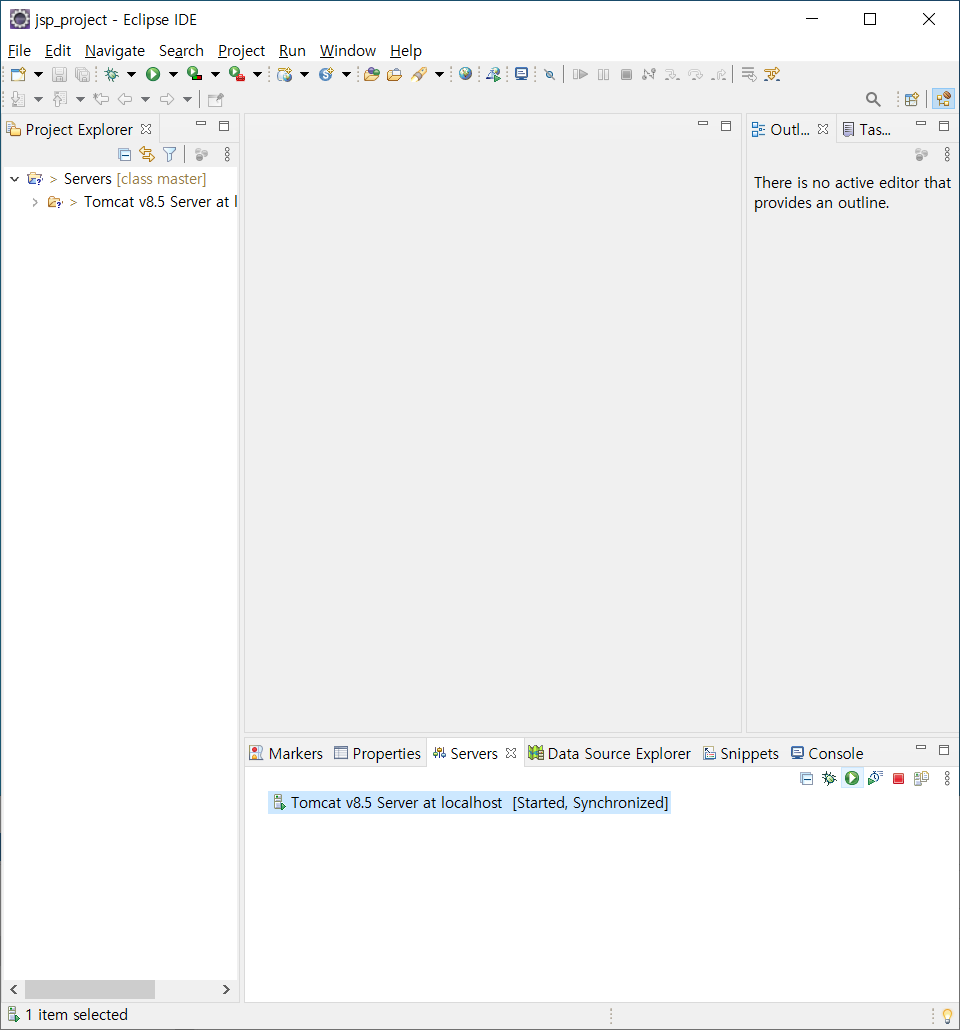 jsp_project - Eclipse IDE
File Edit Navigate Search Project Run Window Help
Project Explorer
Outl...
Tas...
> Servers [class master]
> Tomcat v8.5 Server at l
There is no active editor that
provides an outline.
Markers Properties Servers Data Source Explorer Snippets Console
Tomcat v8.5 Server at localhost [Started, Synchronized]
1 item selected